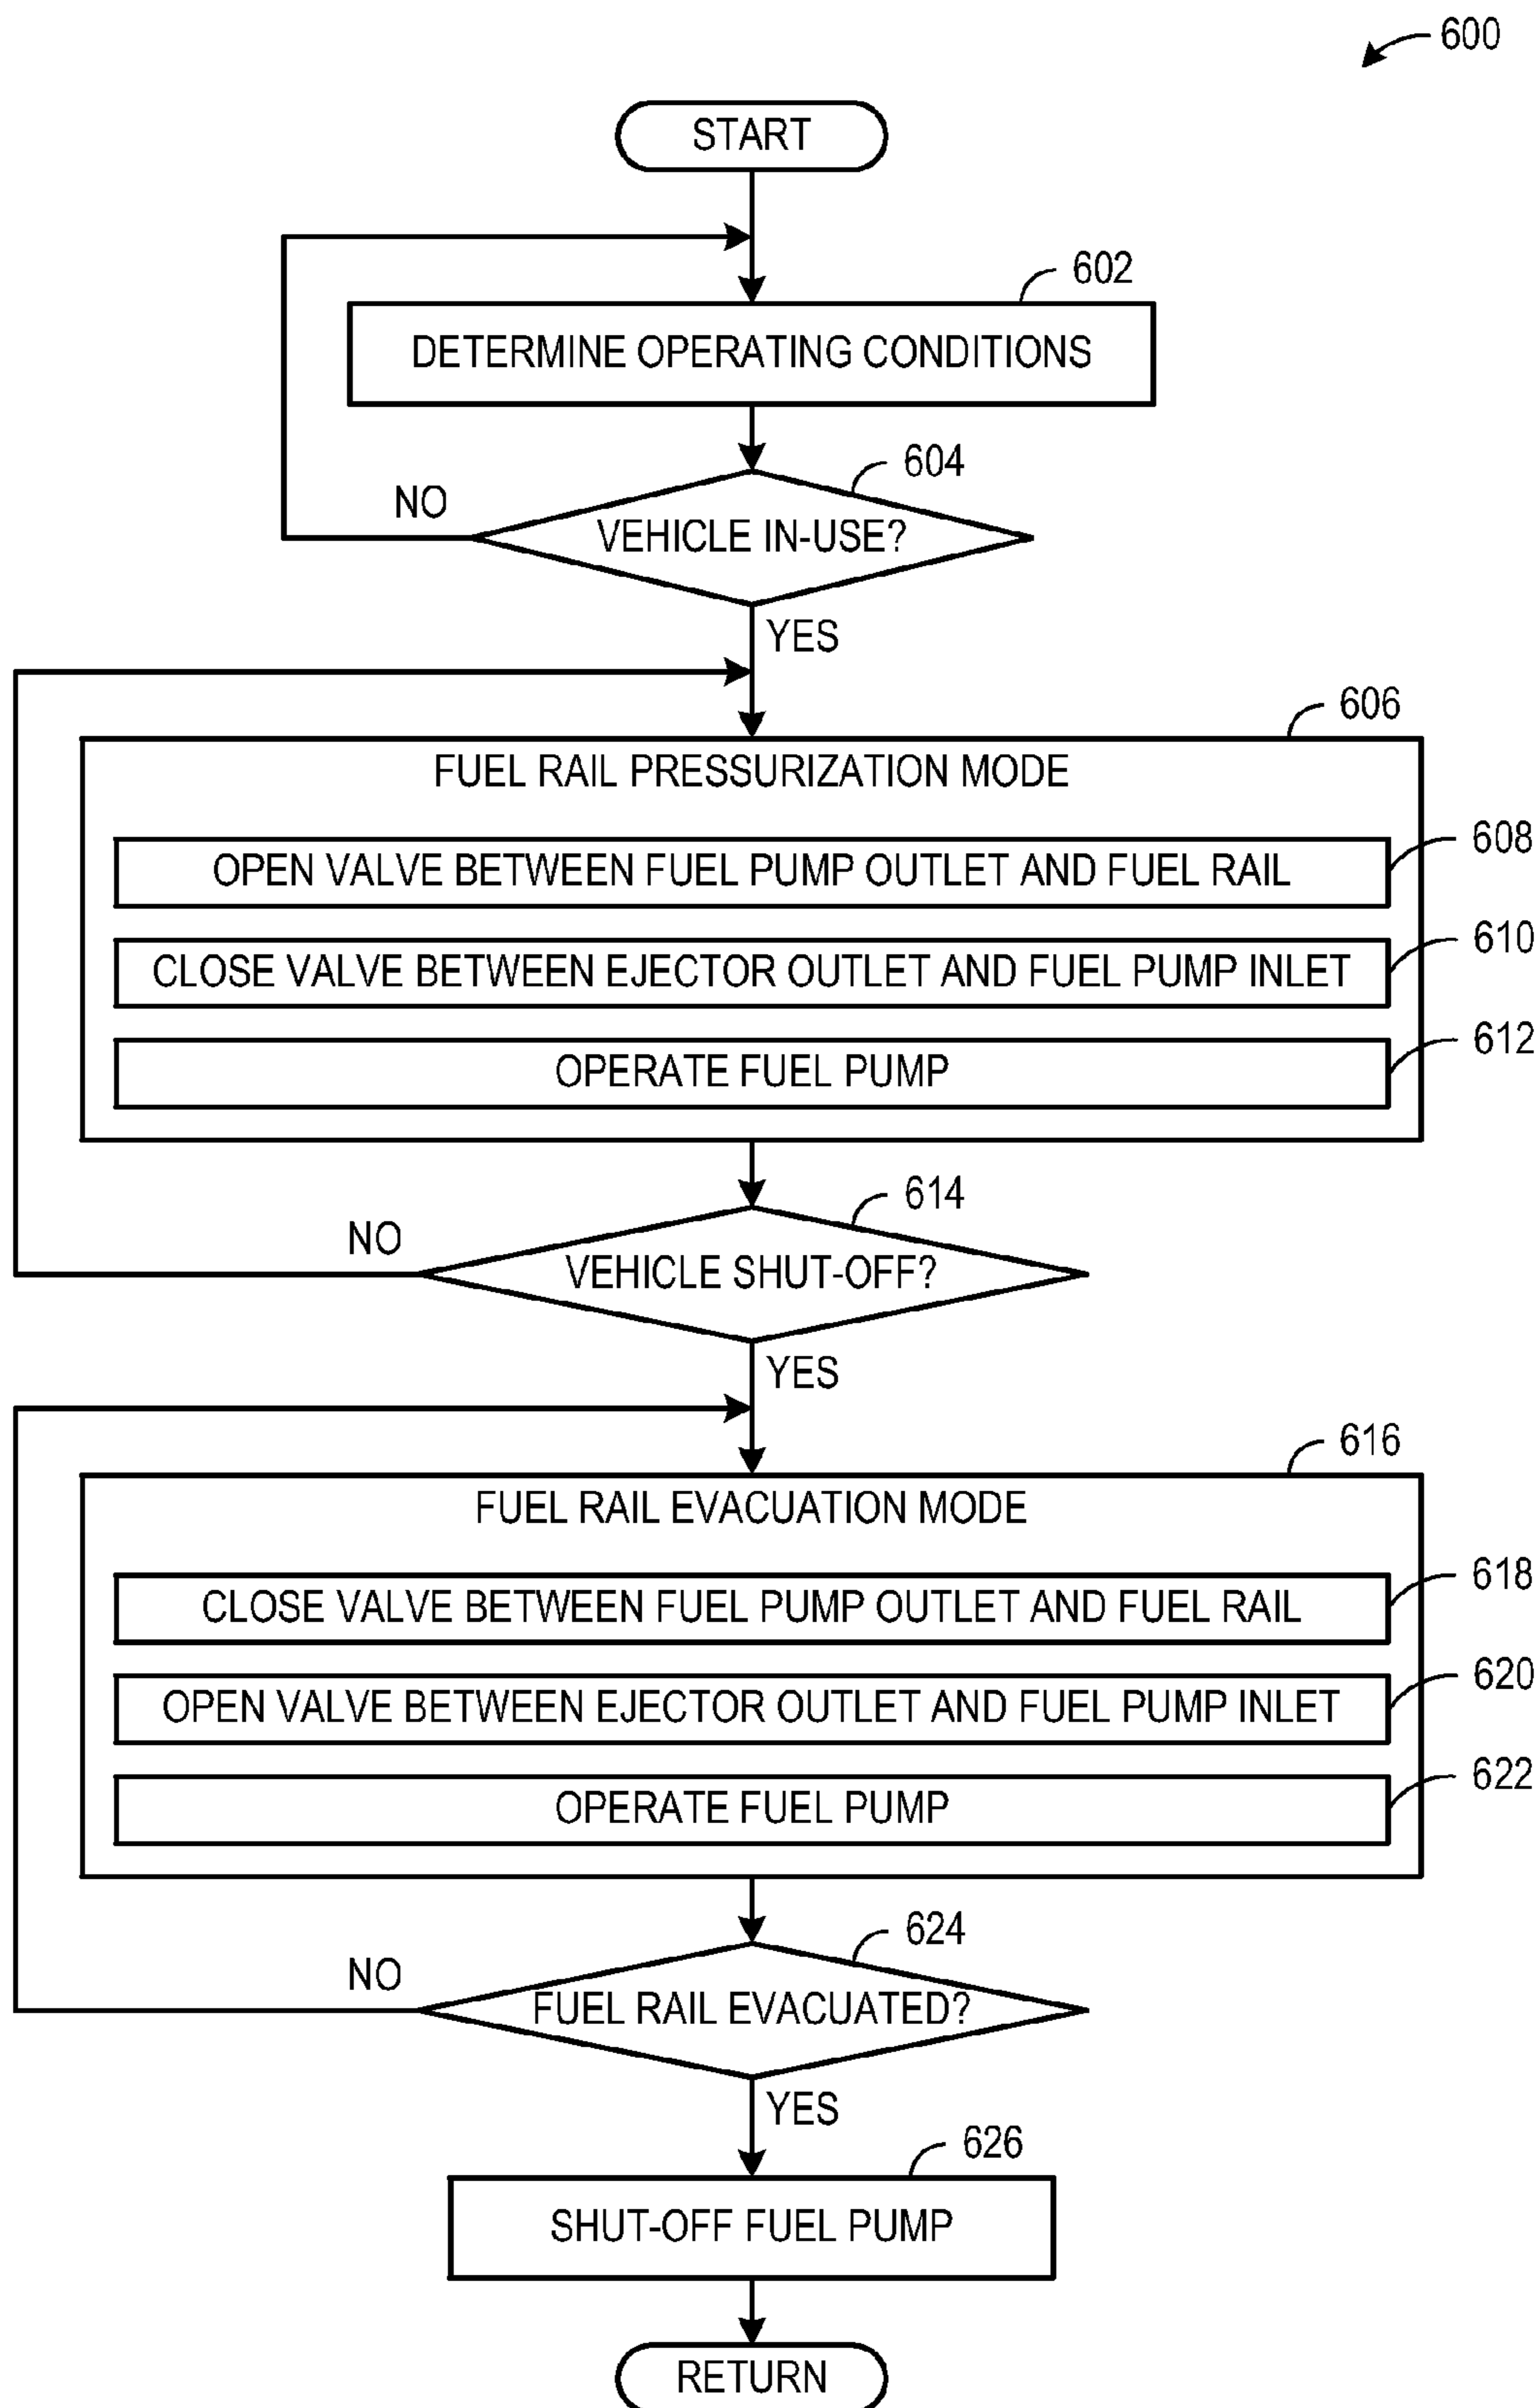 600
START
602
DETERMINE OPERATING CONDITIONS
604
NO
VEHICLE IN-USE?
YES
606
FUEL RAIL PRESSURIZATION MODE
608
OPEN VALVE BETWEEN FUEL PUMP OUTLET AND FUEL RAIL
610
CLOSE VALVE BETWEEN EJECTOR OUTLET AND FUEL PUMP INLET
612
OPERATE FUEL PUMP
614
NO
VEHICLE SHUT-OFF?
YES
616
FUEL RAIL EVACUATION MODE
618
CLOSE VALVE BETWEEN FUEL PUMP OUTLET AND FUEL RAIL
620
OPEN VALVE BETWEEN EJECTOR OUTLET AND FUEL PUMP INLET
622
OPERATE FUEL PUMP
624
NO
FUEL RAIL EVACUATED?
YES
626
SHUT-OFF FUEL PUMP
RETURN